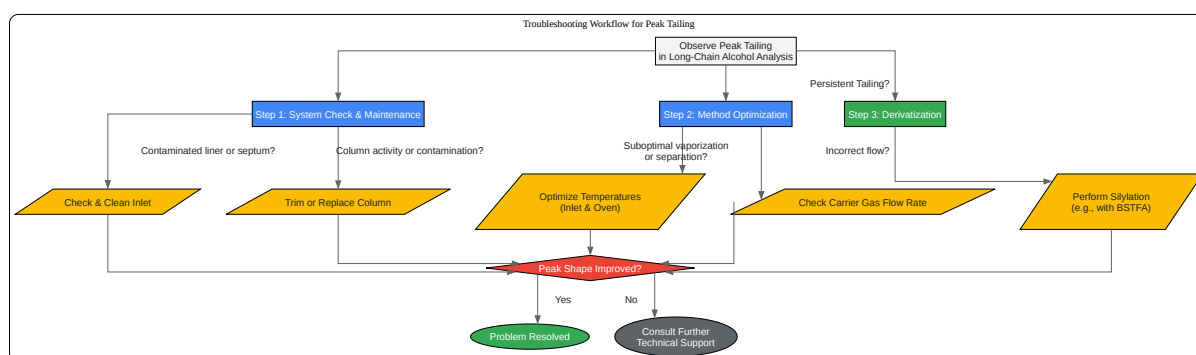 Troubleshooting Workflow for Peak Tailing
Observe Peak Tailing
in Long-Chain Alcohol Analysis
Persistent Tailing?
Step 1: System Check & Maintenance
Step 2: Method Optimization
Step 3: Derivatization
Contaminated liner or septum?
Column activity or contamination?
Suboptimal vaporization
or separation?
Incorrect flow?
Check & Clean Inlet
Trim or Replace Column
Optimize Temperatures
(Inlet & Oven)
Check Carrier Gas Flow Rate
Perform Silylation
(e.g., with BSTFA)
Peak Shape Improved?
Yes
No
Problem Resolved
Consult Further
Technical Support